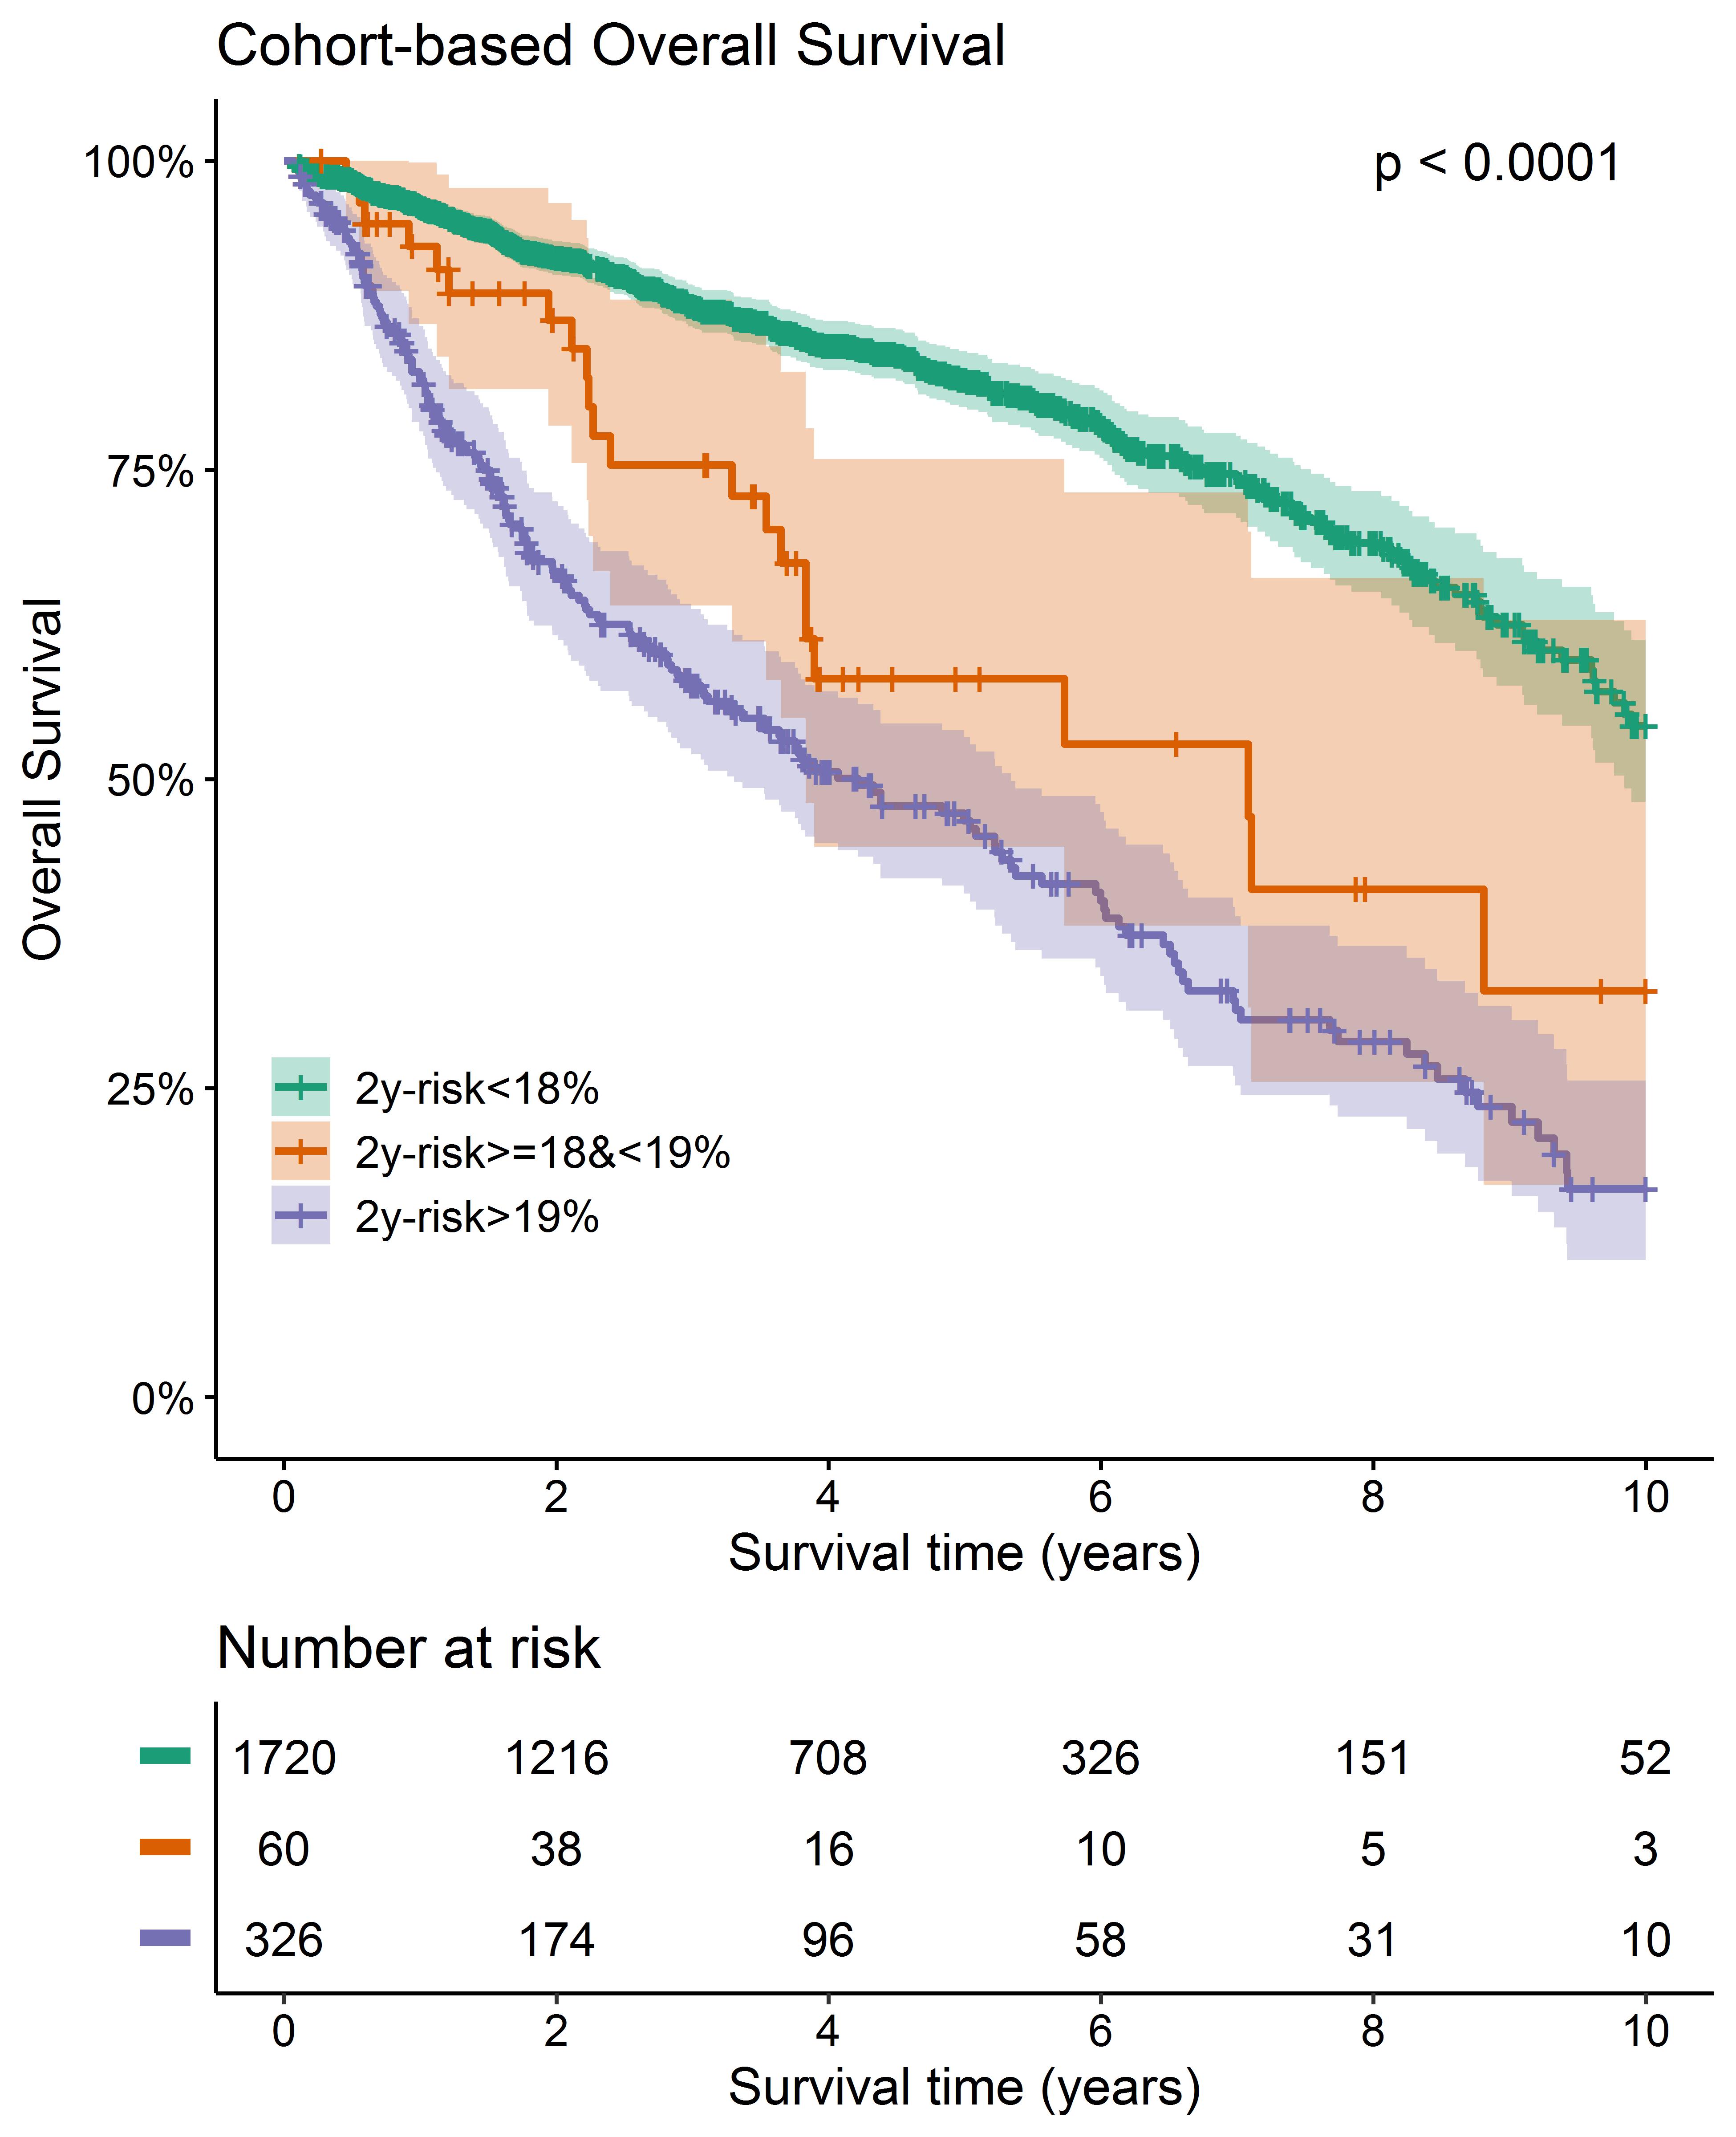 Cohort-based Overall Survival
p < 0.0001
100%
75%
50%
25%
0%
Overall Survival
2y-risk<18%
2y-risk>=18&<19%
2y-risk>19%
0 2 4 6 8 10
Survival time (years)
Number at risk
1720 1216 708 326 151 52
60 38 16 10 5 3
326 174 96 58 31 10
0 2 4 6 8 10
Survival time (years)